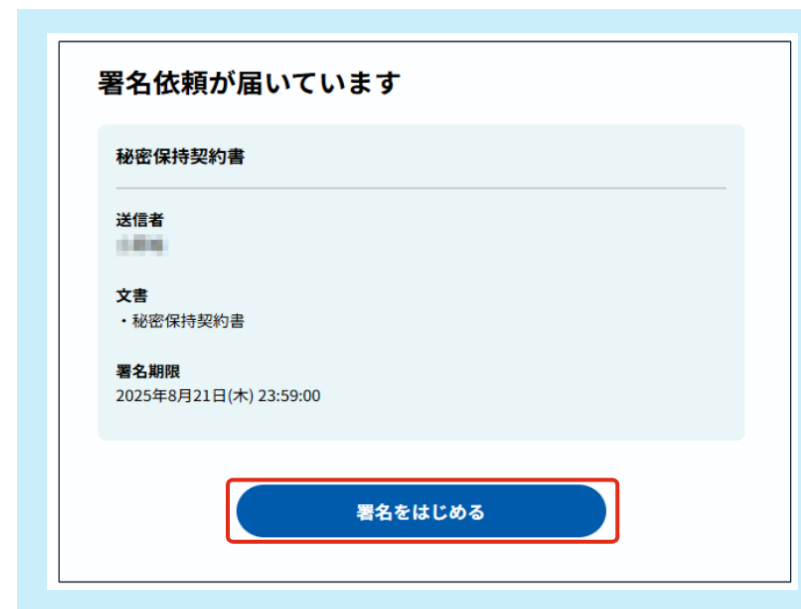 署名依頼が届いています
秘密保持契約書
送信者
文書
・秘密保持契約書
署名期限
2025年8月21日(木) 23:59:00
署名をはじめる